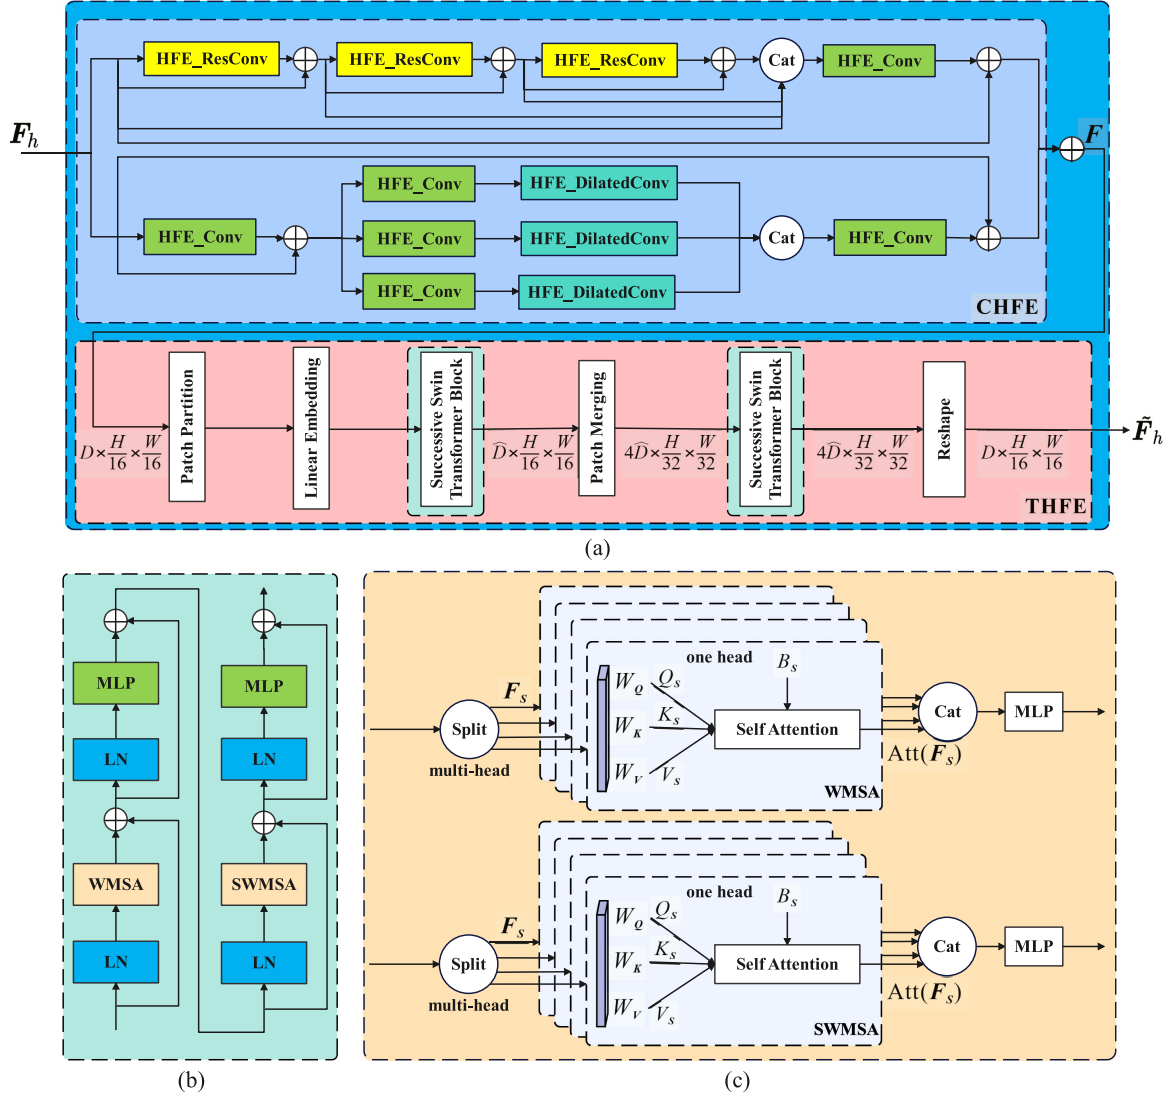 HFE_ResConv HFE_ResConv HFE_ResConv Cat HFE_Conv
F_h
F
HFE_Conv HFE_DilatedConv
HFE_Conv HFE_Conv HFE_DilatedConv Cat HFE_Conv
HFE_Conv HFE_DilatedConv
CHFE
D×H/16×W/16
Patch Partition
Linear Embedding
Successive Swin
Transformer Block
D̂×H/16×W/16
Patch Merging
4D̂×H/32×W/32
Successive Swin
Transformer Block
4D̂×H/32×W/32
Reshape
D×H/16×W/16
F̃_h
THFE
(a)
MLP MLP
LN LN
WMSA SWMSA
LN LN
(b)
one head B_s
F_s
W_Q Q_s
Split W_K K_s Self Attention Cat MLP
multi-head
W_V V_s
Att(F_s)
WMSA
one head B_s
F_s
W_Q Q_s
Split W_K K_s Self Attention Cat MLP
multi-head
W_V V_s
Att(F_s)
SWMSA
(c)